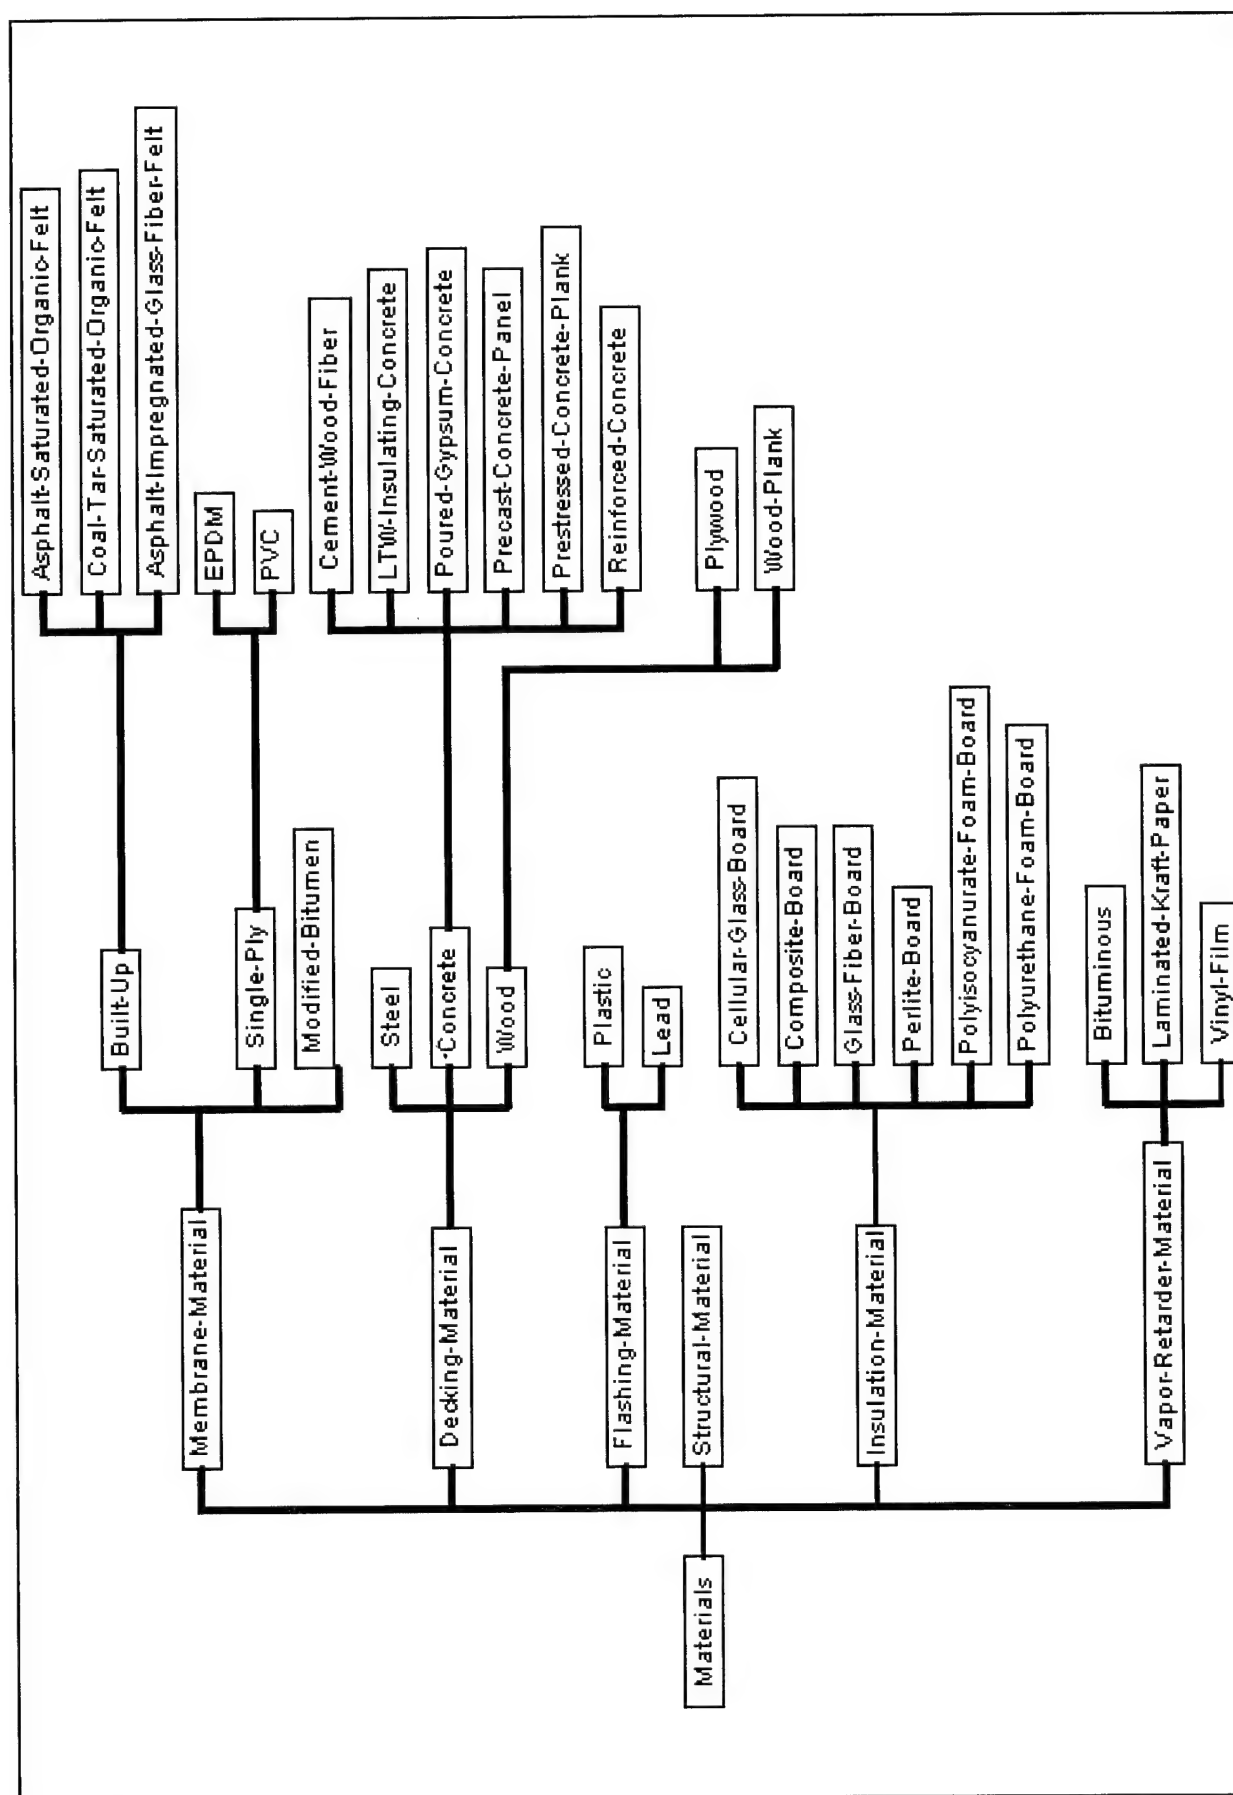 Materials
Membrane-Material
Built-Up
Asphalt-Saturated-Organic-Felt
Coal-Tar-Saturated-Organic-Felt
Asphalt-Impregnated-Glass-Fiber-Felt
Single-Ply
EPDM
PVC
Modified-Bitumen
Decking-Material
Steel
Concrete
Cement-Wood-Fiber
LTW-Insulating-Concrete
Poured-Gypsum-Concrete
Precast-Concrete-Panel
Prestressed-Concrete-Plank
Reinforced-Concrete
Wood
Plywood
Wood-Plank
Flashing-Material
Plastic
Lead
Structural-Material
Insulation-Material
Cellular-Glass-Board
Composite-Board
Glass-Fiber-Board
Perlite-Board
Polyisocyanurate-Foam-Board
Polyurethane-Foam-Board
Vapor-Retarder-Material
Bituminous
Laminated-Kraft-Paper
Vinyl-Film